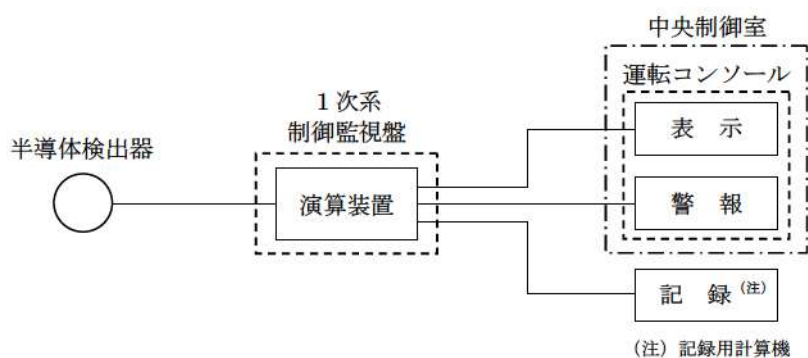 中央制御室
運転コンソール
1次系
制御監視盤
半導体検出器
表 示
演算装置
警 報
記 録 (注)
(注) 記録用計算機